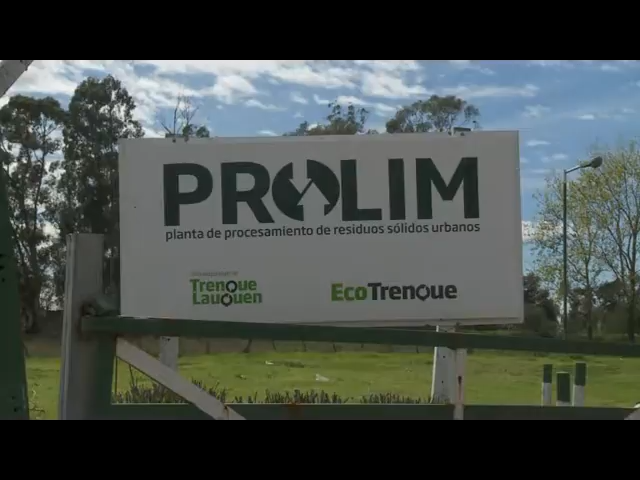 PROLIM
planta de procesamiento de residuos sólidos urbanos
Trenque
Lauquen
EcoTrenque